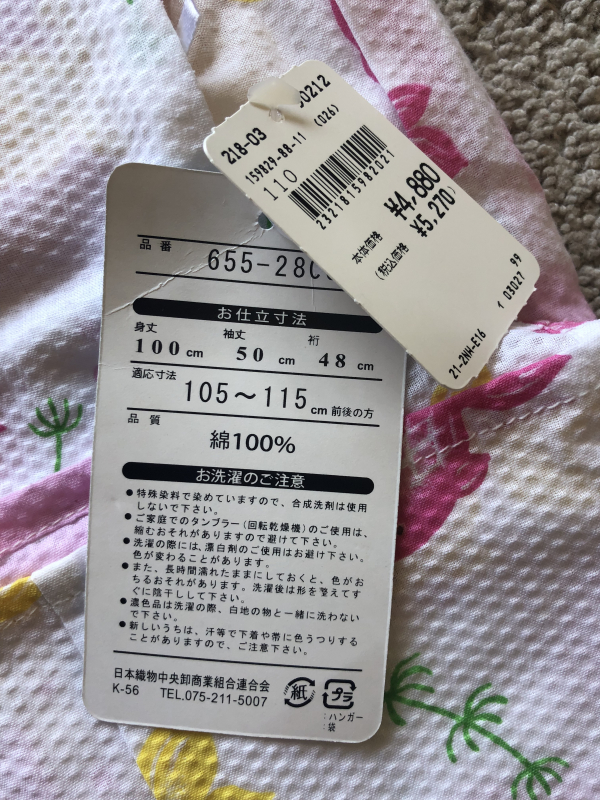 218-03
00212
159829-88-11 (026)
110
2321815982021
本体価格 ¥4,880
(税込価格 ¥5,270)
99
1 03027
21-2NH-E16
品番
655-280
お仕立寸法
身丈 袖丈 裄
100cm 50cm 48cm
適応寸法
105〜115cm前後の方
品質
綿100%
お洗濯のご注意
●特殊染料で染めていますので、合成洗剤は使用
しないで下さい。
●ご家庭でのタンブラー(回転乾燥機)のご使用は、
縮むおそれがありますので避けて下さい。
●洗濯の際には、漂白剤のご使用はお避け下さい。
色が変わることがあります。
●また、長時間濡れたままにしておくと、色がお
ちるおそれがあります。洗濯後は形を整えてす
ぐに陰干しして下さい。
●濃色品は洗濯の際、白地の物と一緒に洗わない
で下さい。
●新しいうちは、汗等で下着や帯に色うつりする
ことがありますので、ご注意下さい。
日本織物中央卸商業組合連合会
K-56 TEL.075-211-5007
紙
プラ
:ハンガー
:袋